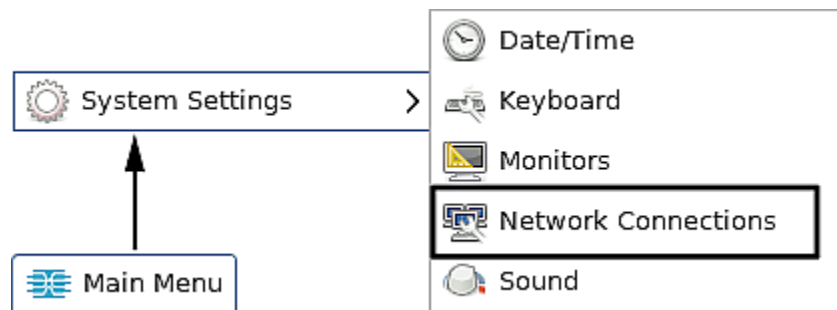 Date/Time
System Settings
Keyboard
Monitors
Network Connections
Main Menu
Sound